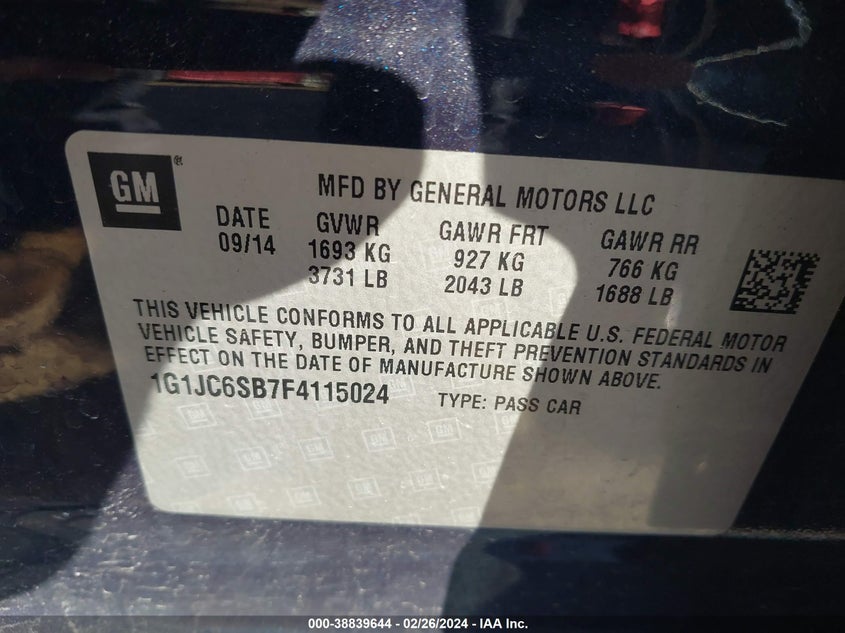 GM®
MFD BY GENERAL MOTORS LLC
DATE GVWR GAWR FRT GAWR RR
09/14 1693 KG 927 KG 766 KG
3731 LB 2043 LB 1688 LB
THIS VEHICLE CONFORMS TO ALL APPLICABLE U.S. FEDERAL MOTOR
VEHICLE SAFETY, BUMPER, AND THEFT PREVENTION STANDARDS IN
EFFECT ON THE DATE OF MANUFACTURE SHOWN ABOVE.
1G1JC6SB7F4115024 TYPE: PASS CAR
000-38839644 - 02/26/2024 - IAA Inc.